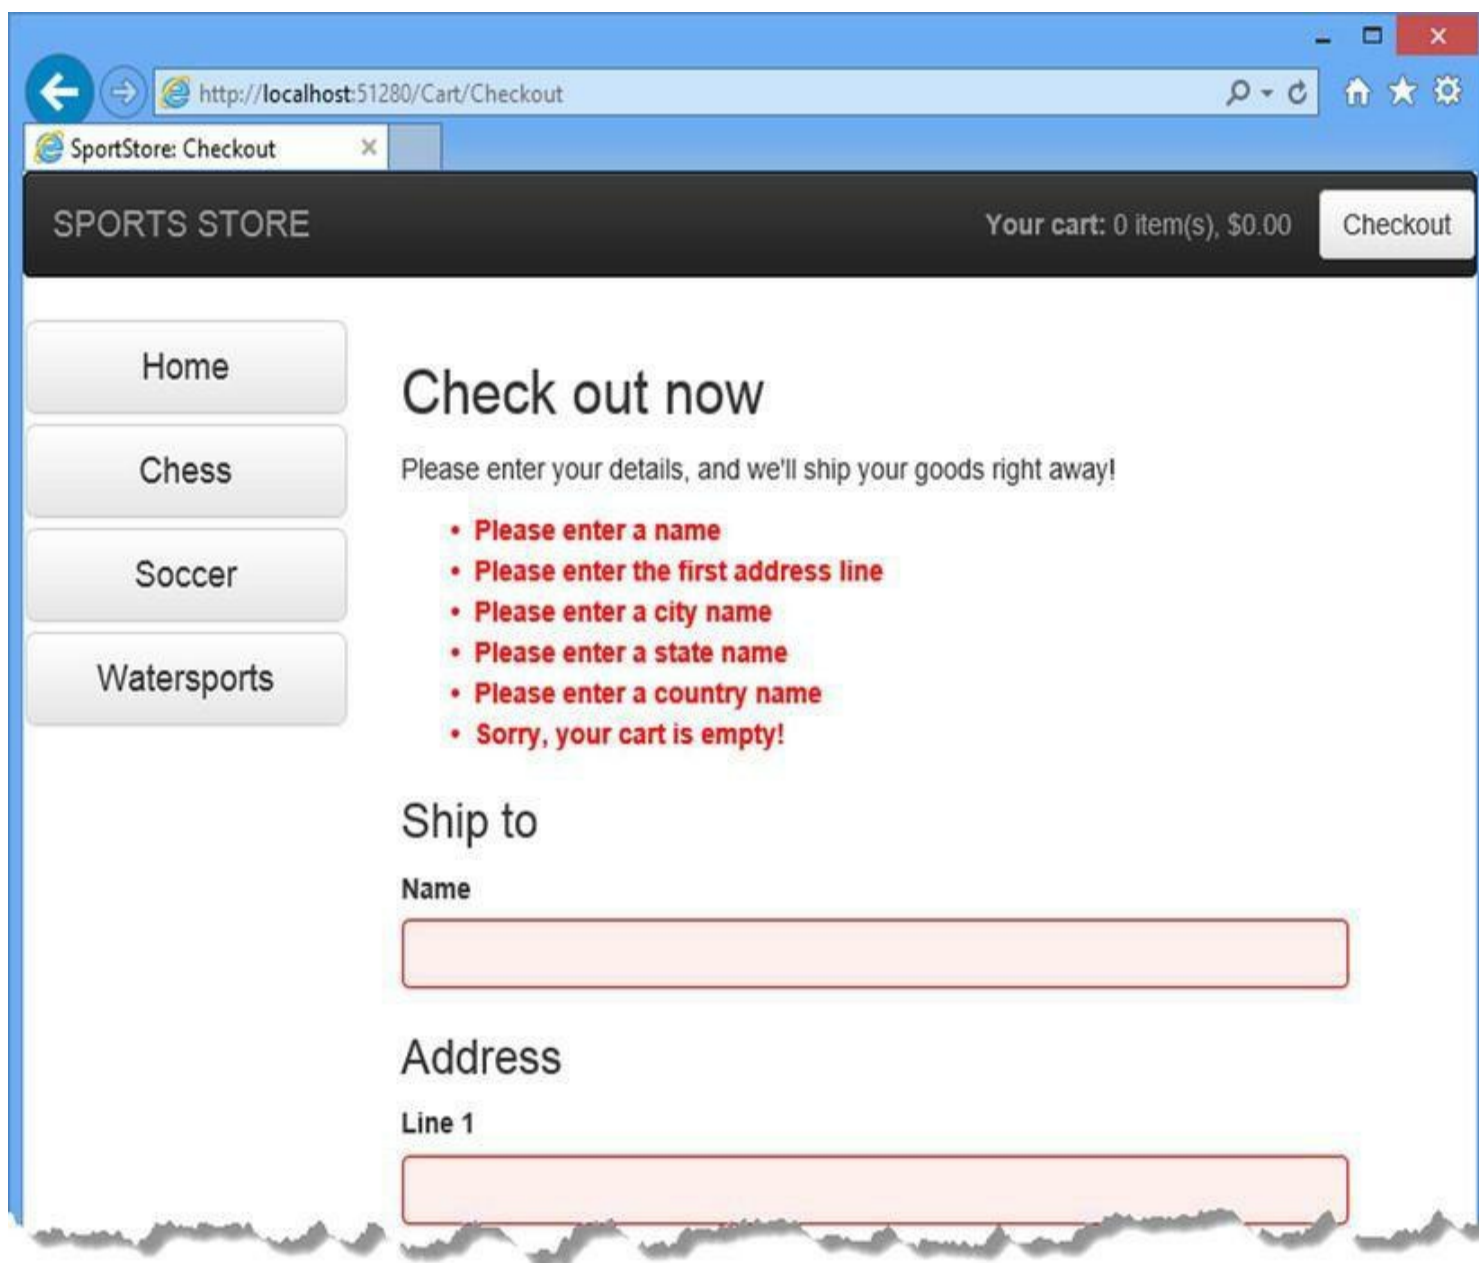 http://localhost:51280/Cart/Checkout
SportStore: Checkout
SPORTS STORE
Your cart: 0 item(s), $0.00
Checkout
Home
Chess
Soccer
Watersports
Check out now
Please enter your details, and we'll ship your goods right away!
• Please enter a name
• Please enter the first address line
• Please enter a city name
• Please enter a state name
• Please enter a country name
• Sorry, your cart is empty!
Ship to
Name
Address
Line 1